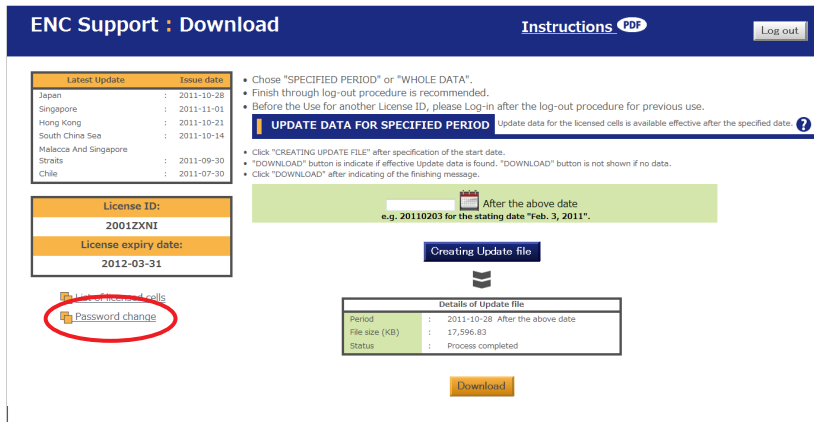 ENC Support : Download
Instructions PDF
Log out
Latest Update Issue date
Japan : 2011-10-28
Singapore : 2011-11-01
Hong Kong : 2011-10-21
South China Sea : 2011-10-14
Malacca And Singapore
Straits : 2011-09-30
Chile : 2011-07-30
License ID:
2001ZXNI
License expiry date:
2012-03-31
List of licensed cells
Password change
• Chose "SPECIFIED PERIOD" or "WHOLE DATA".
• Finish through log-out procedure is recommended.
• Before the Use for another License ID, please Log-in after the log-out procedure for previous use.
UPDATE DATA FOR SPECIFIED PERIOD Update data for the licensed cells is available effective after the specified date. ?
• Click "CREATING UPDATE FILE" after specification of the start date.
• "DOWNLOAD" button is indicate if effective Update data is found. "DOWNLOAD" button is not shown if no data.
• Click "DOWNLOAD" after indicating of the finishing message.
After the above date
e.g. 20110203 for the stating date "Feb. 3, 2011".
Creating Update file
Details of Update file
Period : 2011-10-28 After the above date
File size (KB) : 17,596.83
Status : Process completed
Download